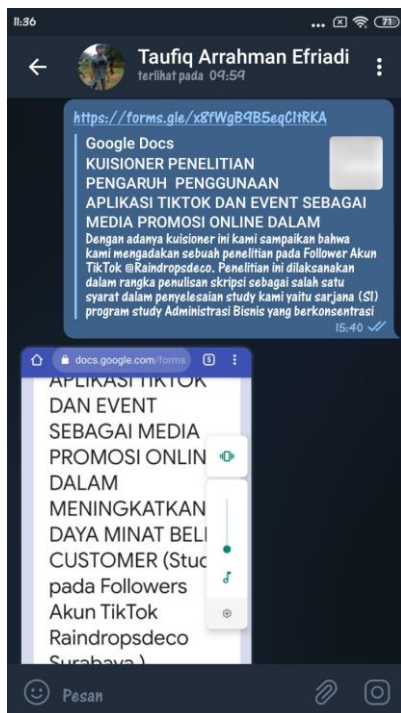 11:36
... 71
Taufiq Arrahman Efriadi
terlihat pada 09:59
https://forms.gle/x8fWgB9B5eqCItRKA
Google Docs
KUISIONER PENELITIAN
PENGARUH PENGGUNAAN
APLIKASI TIKTOK DAN EVENT SEBAGAI
MEDIA PROMOSI ONLINE DALAM
Dengan adanya kuisioner ini kami sampaikan bahwa
kami mengadakan sebuah penelitian pada Follower Akun
TikTok @Raindropsdeco. Penelitian ini dilaksanakan
dalam rangka penulisan skripsi sebagai salah satu
syarat dalam penyelesaian study kami yaitu sarjana (S1)
program study Administrasi Bisnis yang berkonsentrasi
15:40
docs.google.com/forms 5
APLIKASI TIKTOK
DAN EVENT
SEBAGAI MEDIA
PROMOSI ONLIN
DALAM
MENINGKATKAN
DAYA MINAT BELI
CUSTOMER (Stud
pada Followers
Akun TikTok
Raindropsdeco
Surabaya )
Pesan